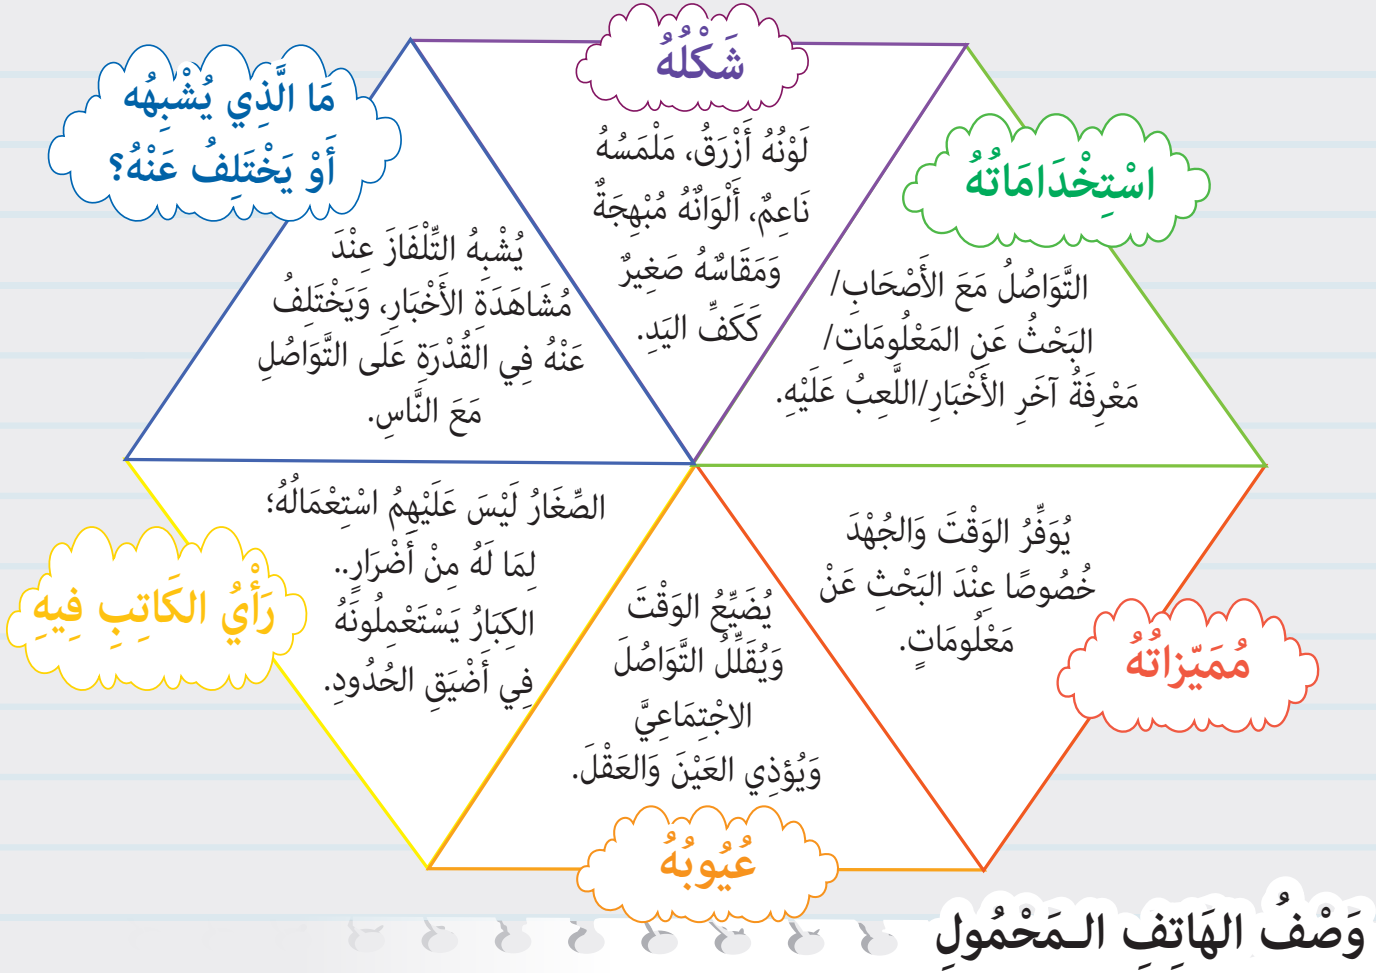 شَكْلُهُ
لَوْنُهُ أَزْرَقُ، مَلْمَسُهُ
نَاعِمٌ، أَلْوَانُهُ مُبْهِجَةٌ
وَمَقَاسُهُ صَغِيرٌ
كَكَفِّ اليَدِ.
اسْتِخْدَامَاتُهُ
التَّوَاصُلُ مَعَ الأَصْحَابِ/
البَحْثُ عَنِ المَعْلُومَاتِ/
مَعْرِفَةُ آخَرِ الأَخْبَارِ/اللَّعِبُ عَلَيْهِ.
مُمَيّزاتُهُ
يُوَفِّرُ الوَقْتَ وَالجُهْدَ
خُصُوصًا عِنْدَ البَحْثِ عَنْ
مَعْلُومَاتٍ.
عُيُوبُهُ
يُضَيِّعُ الوَقْتَ
وَيُقَلِّلُ التَّوَاصُلَ
الاجْتِمَاعِيَّ
وَيُؤذِي العَيْنَ وَالعَقْلَ.
رَأْيُ الكَاتِبِ فِيهِ
الصِّغَارُ لَيْسَ عَلَيْهِمُ اسْتِعْمَالُهُ؛
لِمَا لَهُ مِنْ أَضْرَارٍ..
الكِبَارُ يَسْتَعْمِلُونَهُ
فِي أَضْيَقِ الحُدُودِ.
مَا الَّذِي يُشْبِهُه
أَوْ يَخْتَلِفُ عَنْهُ؟
يُشْبِهُ التِّلْفَازَ عِنْدَ
مُشَاهَدَةِ الأَخْبَارِ، وَيَخْتَلِفُ
عَنْهُ فِي القُدْرَةِ عَلَى التَّوَاصُلِ
مَعَ النَّاسِ.
وَصْفُ الهَاتِفِ الـمَحْمُولِ